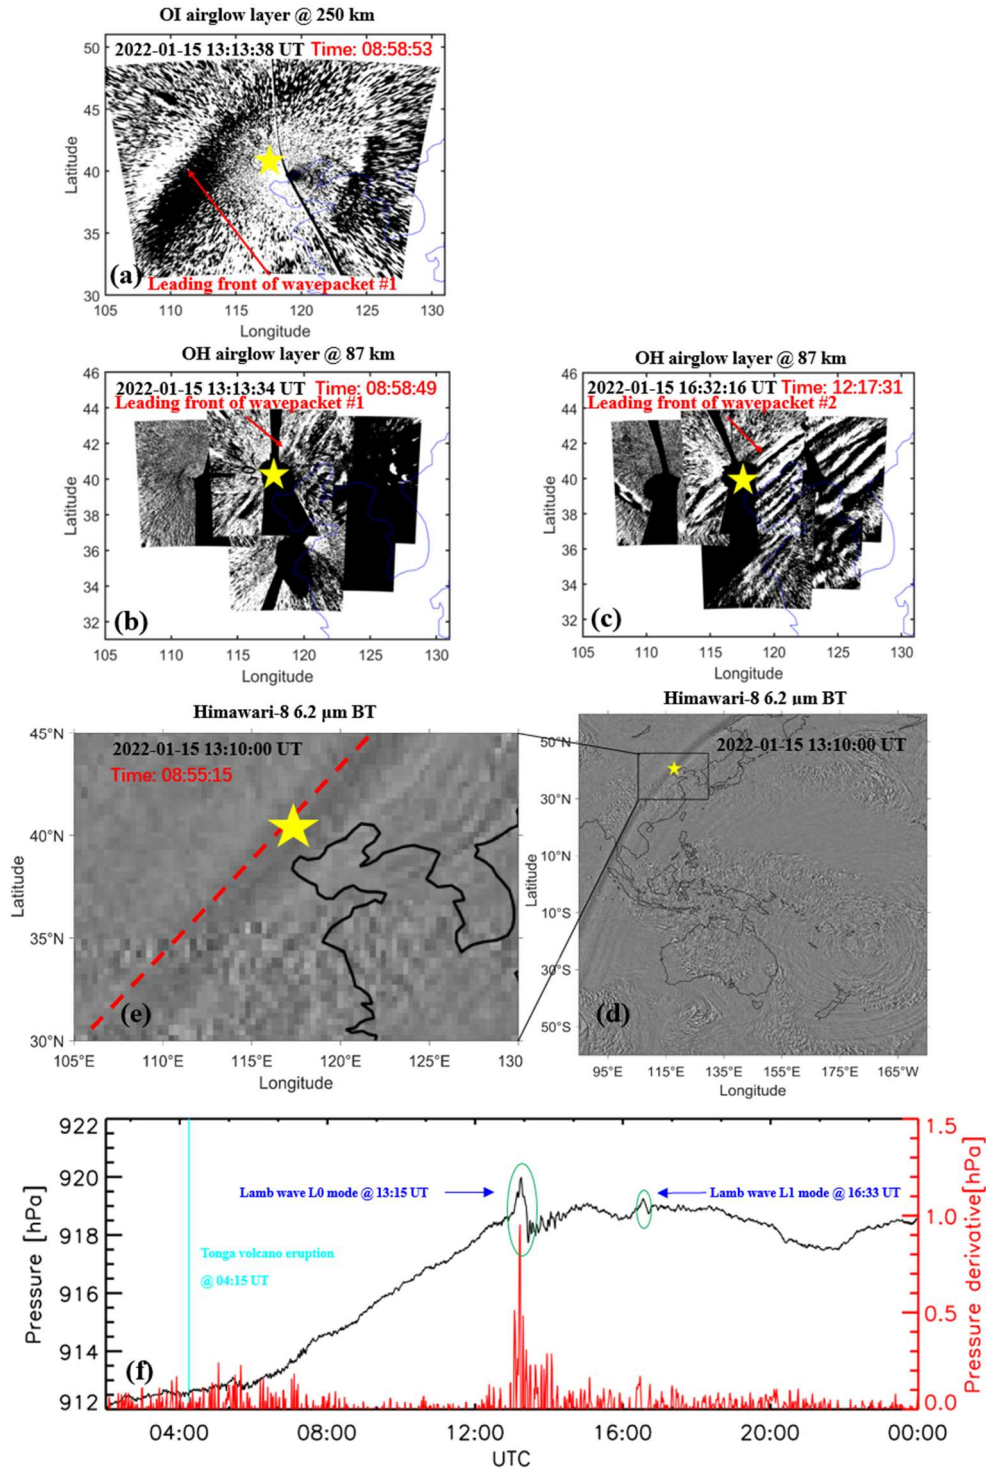 OI airglow layer @ 250 km
2022-01-15 13:13:38 UT Time: 08:58:53
50
45
40
35
30
Latitude
(a)
Leading front of wavepacket #1
105 110 115 120 125 130
Longitude
OH airglow layer @ 87 km
2022-01-15 13:13:34 UT Time: 08:58:49
Leading front of wavepacket #1
46
44
42
40
38
36
34
32
Latitude
(b)
105 110 115 120 125 130
Longitude
OH airglow layer @ 87 km
2022-01-15 16:32:16 UT Time: 12:17:31
Leading front of wavepacket #2
46
44
42
40
38
36
34
32
Latitude
(c)
105 110 115 120 125 130
Longitude
Himawari-8 6.2 µm BT
2022-01-15 13:10:00 UT
Time: 08:55:15
45°N
40°N
35°N
30°N
Latitude
(e)
105°E 110°E 115°E 120°E 125°E 130
Longitude
Himawari-8 6.2 µm BT
2022-01-15 13:10:00 UT
50°N
30°N
10°N
10°S
30°S
50°S
Latitude
(d)
95°E 115°E 135°E 155°E 175°E 165°W
Longitude
922
920
918
916
914
912
Pressure [hPa]
Lamb wave L0 mode @ 13:15 UT
Lamb wave L1 mode @ 16:33 UT
Tonga volcano eruption
@ 04:15 UT
(f)
1.5
1.0
0.5
0.0
Pressure derivative[hPa]
04:00 08:00 12:00 16:00 20:00 00:00
UTC